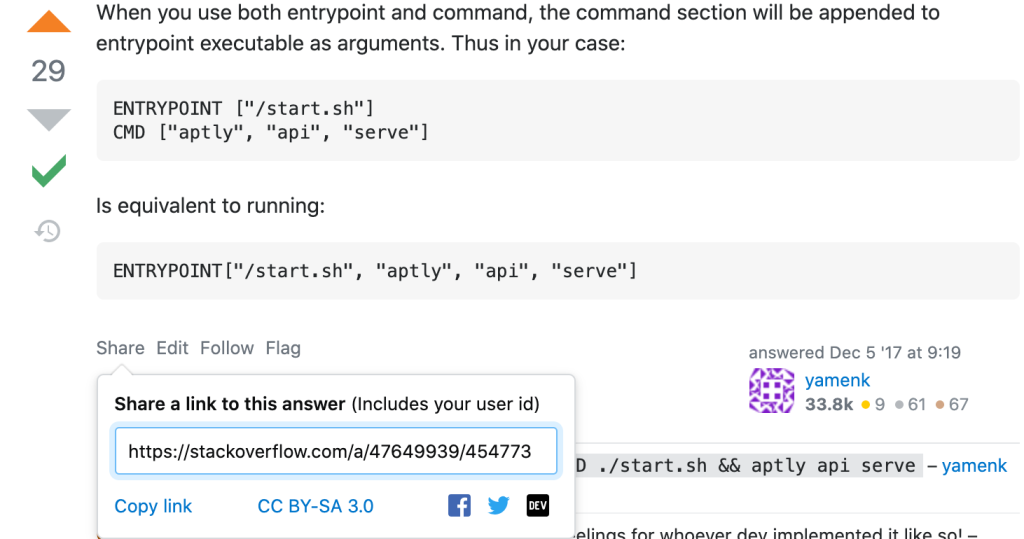 When you use both entrypoint and command, the command section will be appended to
entrypoint executable as arguments. Thus in your case:
29
ENTRYPOINT ["/start.sh"]
CMD ["aptly", "api", "serve"]
Is equivalent to running:
ENTRYPOINT["/start.sh", "aptly", "api", "serve"]
Share Edit Follow Flag
answered Dec 5 '17 at 9:19
yamenk
33.8k 9 61 67
Share a link to this answer (Includes your user id)
https://stackoverflow.com/a/47649939/454773
D ./start.sh && aptly api serve – yamenk
Copy link CC BY-SA 3.0 DEV
eelings for whoever dev implemented it like so! –